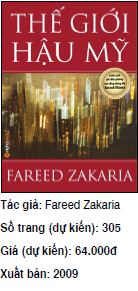 THẾ GIỚI
HẬU MỸ
FAREED ZAKARIA
Tác giả: Fareed Zakaria
Số trang (dự kiến): 305
Giá (dự kiến): 64.000đ
Xuất bản: 2009